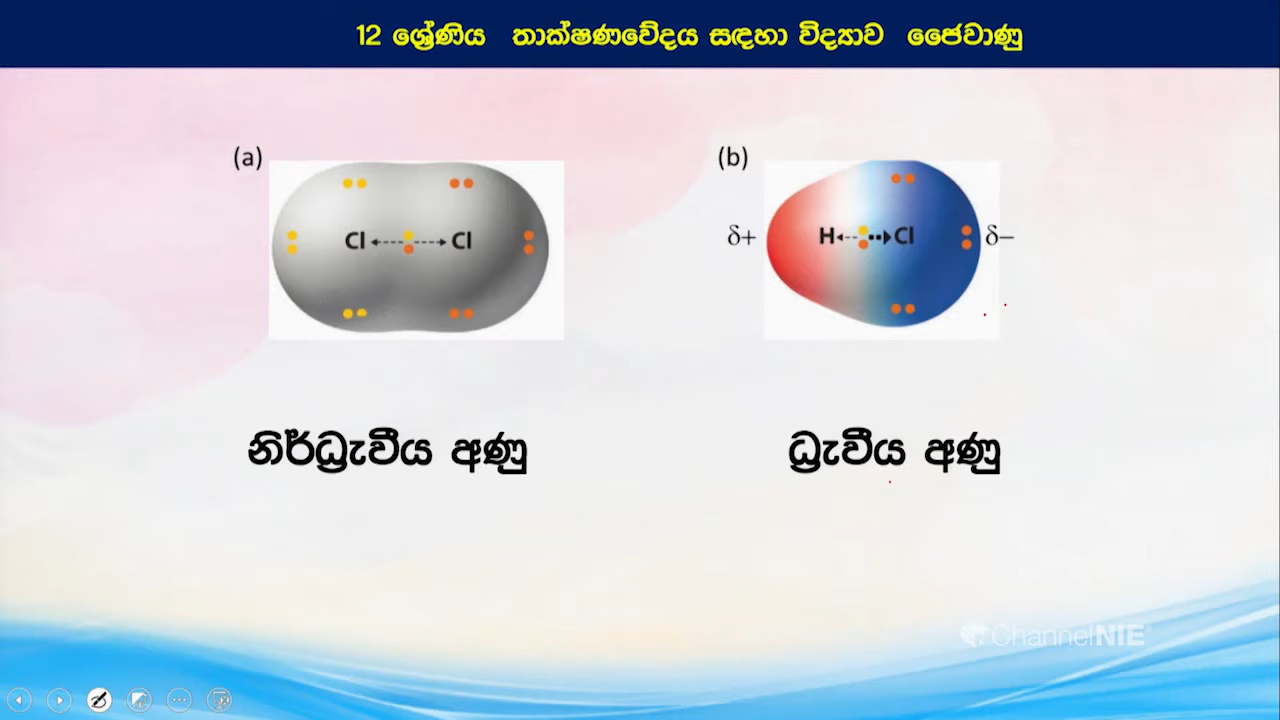 12 ශ්‍රේණිය තාක්ෂණවේදය සඳහා විද්‍යාව ජෛවාණු
(a)
(b)
Cl Cl
δ+ H Cl δ−
නිර්ධ්‍රැවීය අණු
ධ්‍රැවීය අණු
ChannelNIE